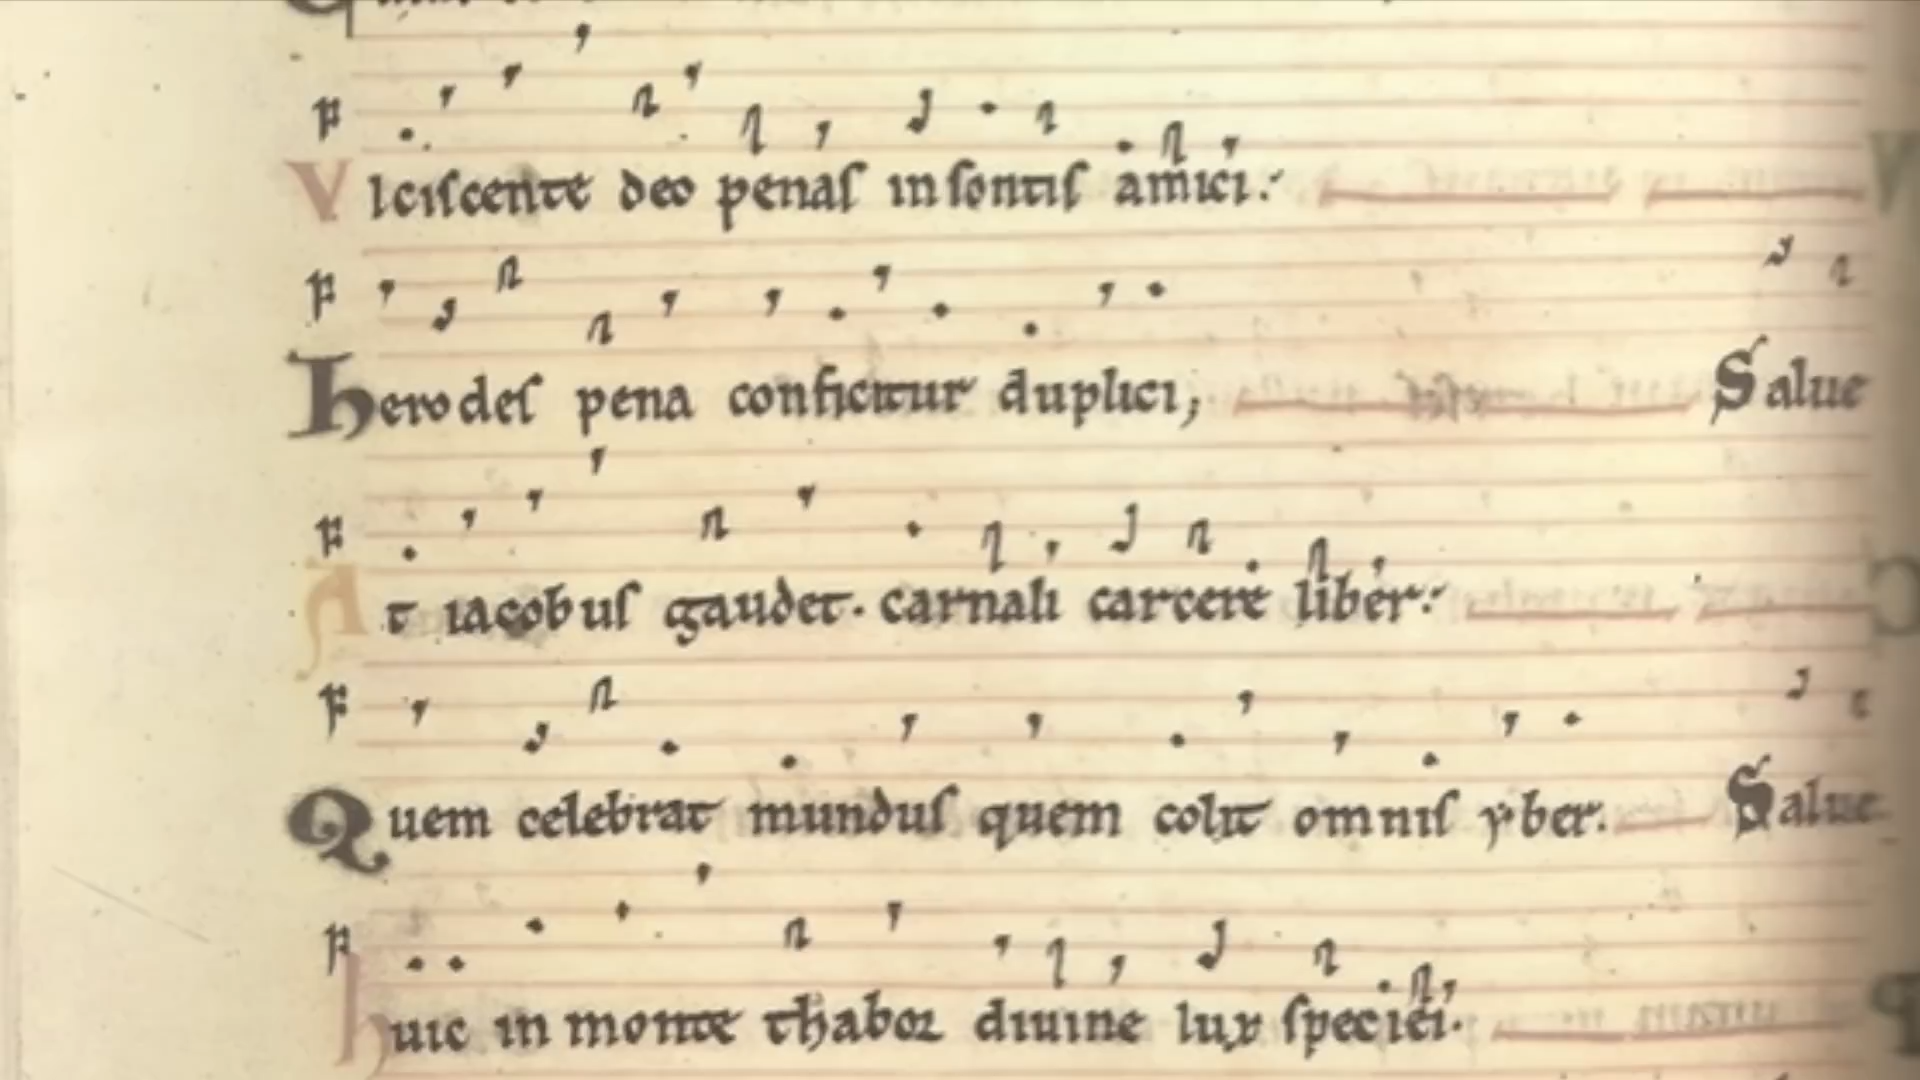 Vlciscente deo penas insontis amici.
Herodes pena conficitur duplici; Salue
At iacobus gaudet. carnali carcere liber.
Quem celebrat mundus quem colit omnis yber. Salue
huic in monte thabor diuine lux speciei.